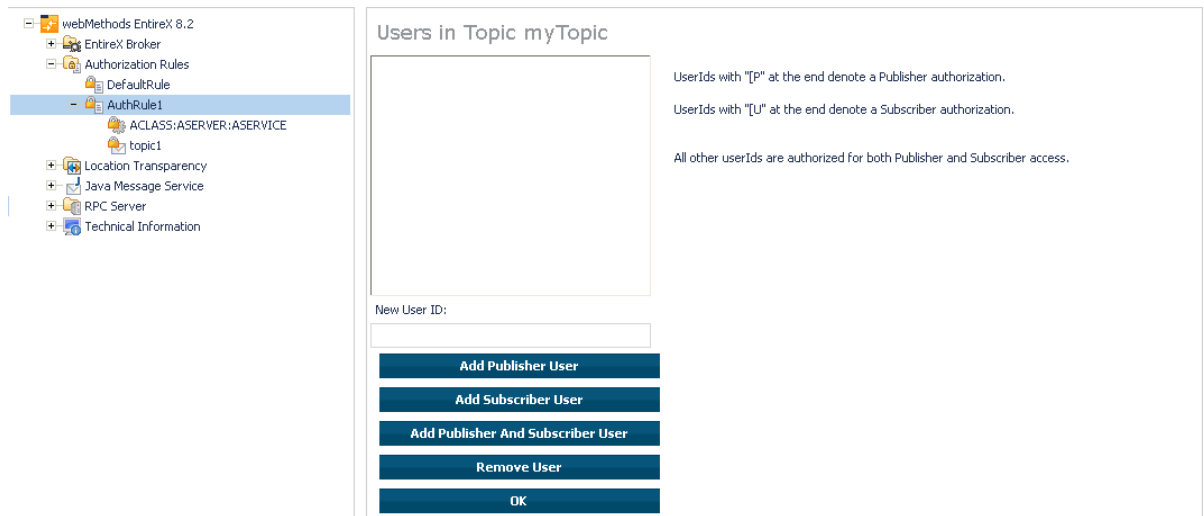 webMethods EntireX 8.2
EntireX Broker
Authorization Rules
DefaultRule
AuthRule1
ACLASS:ASERVER:ASERVICE
topic1
Location Transparency
Java Message Service
RPC Server
Technical Information
Users in Topic myTopic
UserIds with "[P" at the end denote a Publisher authorization.
UserIds with "[U" at the end denote a Subscriber authorization.
All other userIds are authorized for both Publisher and Subscriber access.
New User ID:
Add Publisher User
Add Subscriber User
Add Publisher And Subscriber User
Remove User
OK